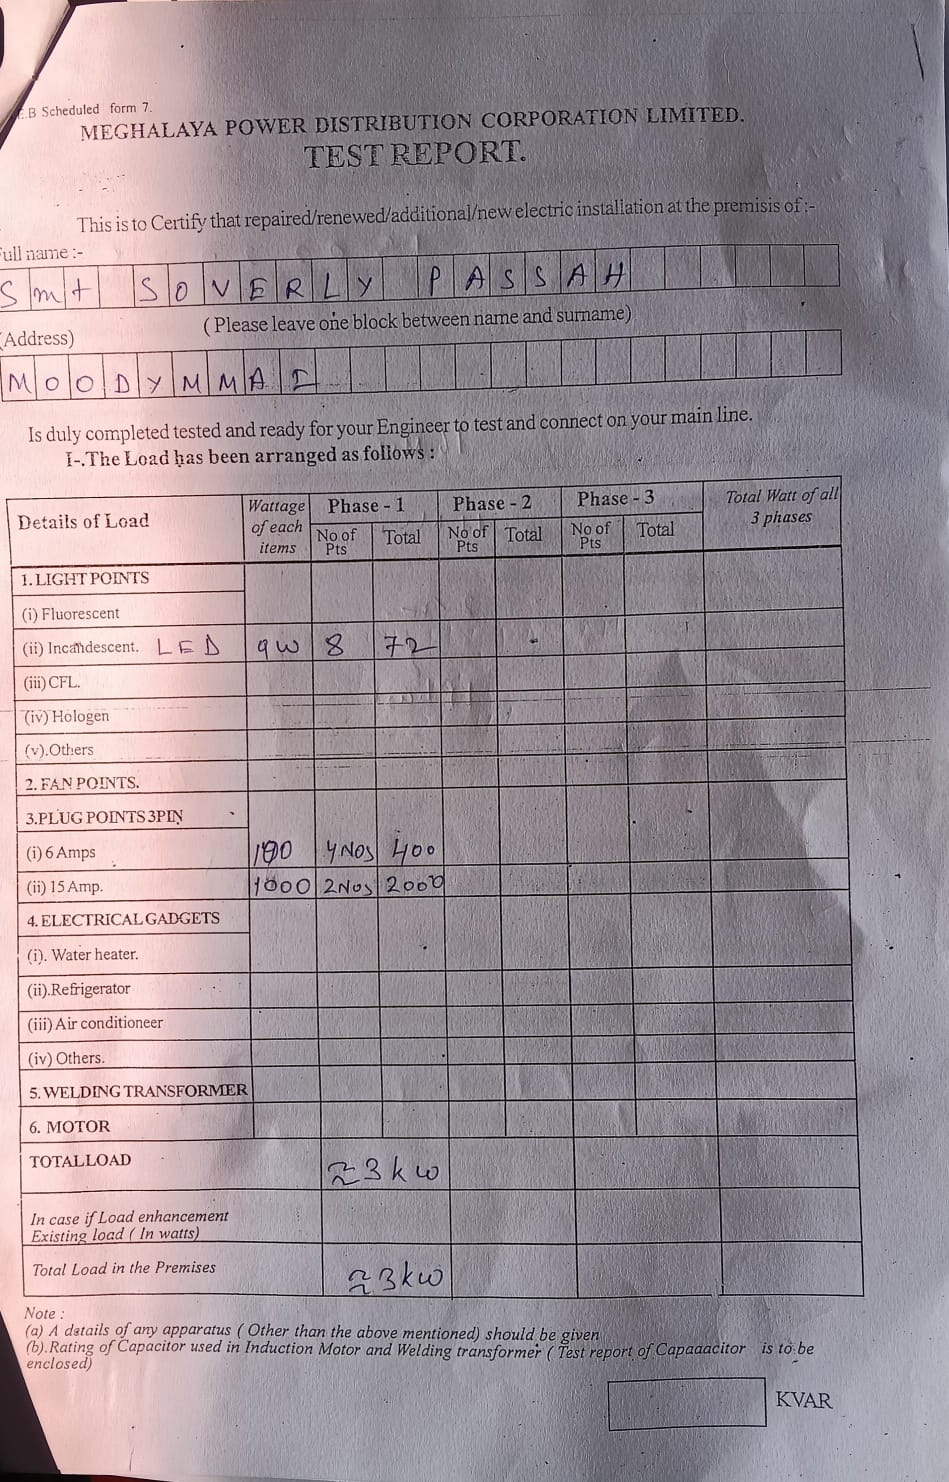 E.B Scheduled form 7.
MEGHALAYA POWER DISTRIBUTION CORPORATION LIMITED.
TEST REPORT.
This is to Certify that repaired/renewed/additional/new electric installation at the premisis of :-
Full name :-
Smt SOVERLY PASSAH
(Please leave one block between name and surname)
(Address)
MOODYMMAI
Is duly completed tested and ready for your Engineer to test and connect on your main line.
I-.The Load has been arranged as follows :
Details of Load Wattage of each items Phase - 1 Phase - 2 Phase - 3 Total Watt of all 3 phases
No of Pts Total No of Pts Total No of Pts Total
1. LIGHT POINTS
(i) Fluorescent
(ii) Incandescent. LED 9W 8 72
(iii) CFL.
(iv) Hologen
(v).Others
2. FAN POINTS.
3.PLUG POINTS 3PIN
(i) 6 Amps 100 4Nos 400
(ii) 15 Amp. 1000 2Nos 2000
4. ELECTRICAL GADGETS
(i). Water heater.
(ii).Refrigerator
(iii) Air conditioneer
(iv) Others.
5. WELDING TRANSFORMER
6. MOTOR
TOTAL LOAD ≈3kw
In case if Load enhancement
Existing load ( In watts)
Total Load in the Premises ≈3kw
Note :
(a) A details of any apparatus ( Other than the above mentioned) should be given
(b).Rating of Capacitor used in Induction Motor and Welding transformer ( Test report of Capaaacitor is to be
enclosed)
KVAR